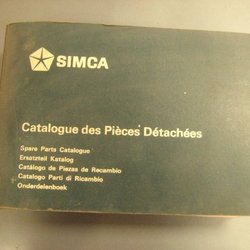 SIMCA
Catalogue des Pièces Détachées
Spare Parts Catalogue
Ersatzteil Katalog
Catálogo de Piezas de Recambio
Catalogo Parti di Ricambio
Onderdelenboek